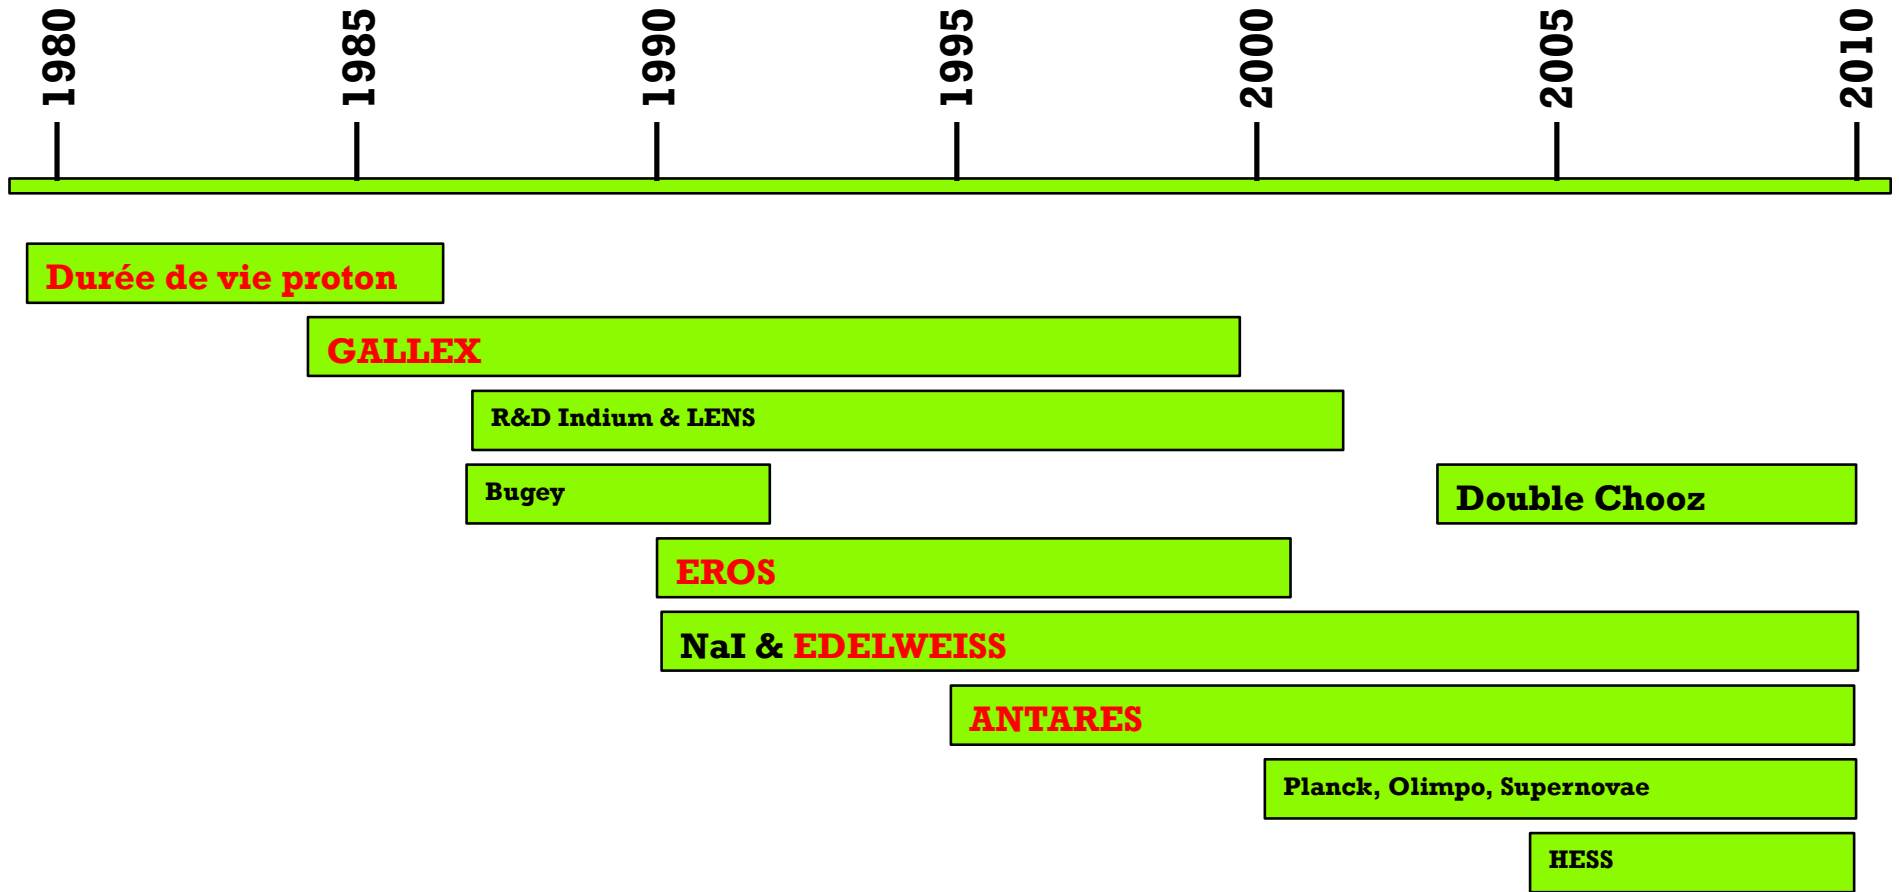 1980
1985
1990
1995
2000
2005
2010
Durée de vie proton
GALLEX
R&D Indium & LENS
Bugey
Double Chooz
EROS
NaI & EDELWEISS
ANTARES
Planck, Olimpo, Supernovae
HESS